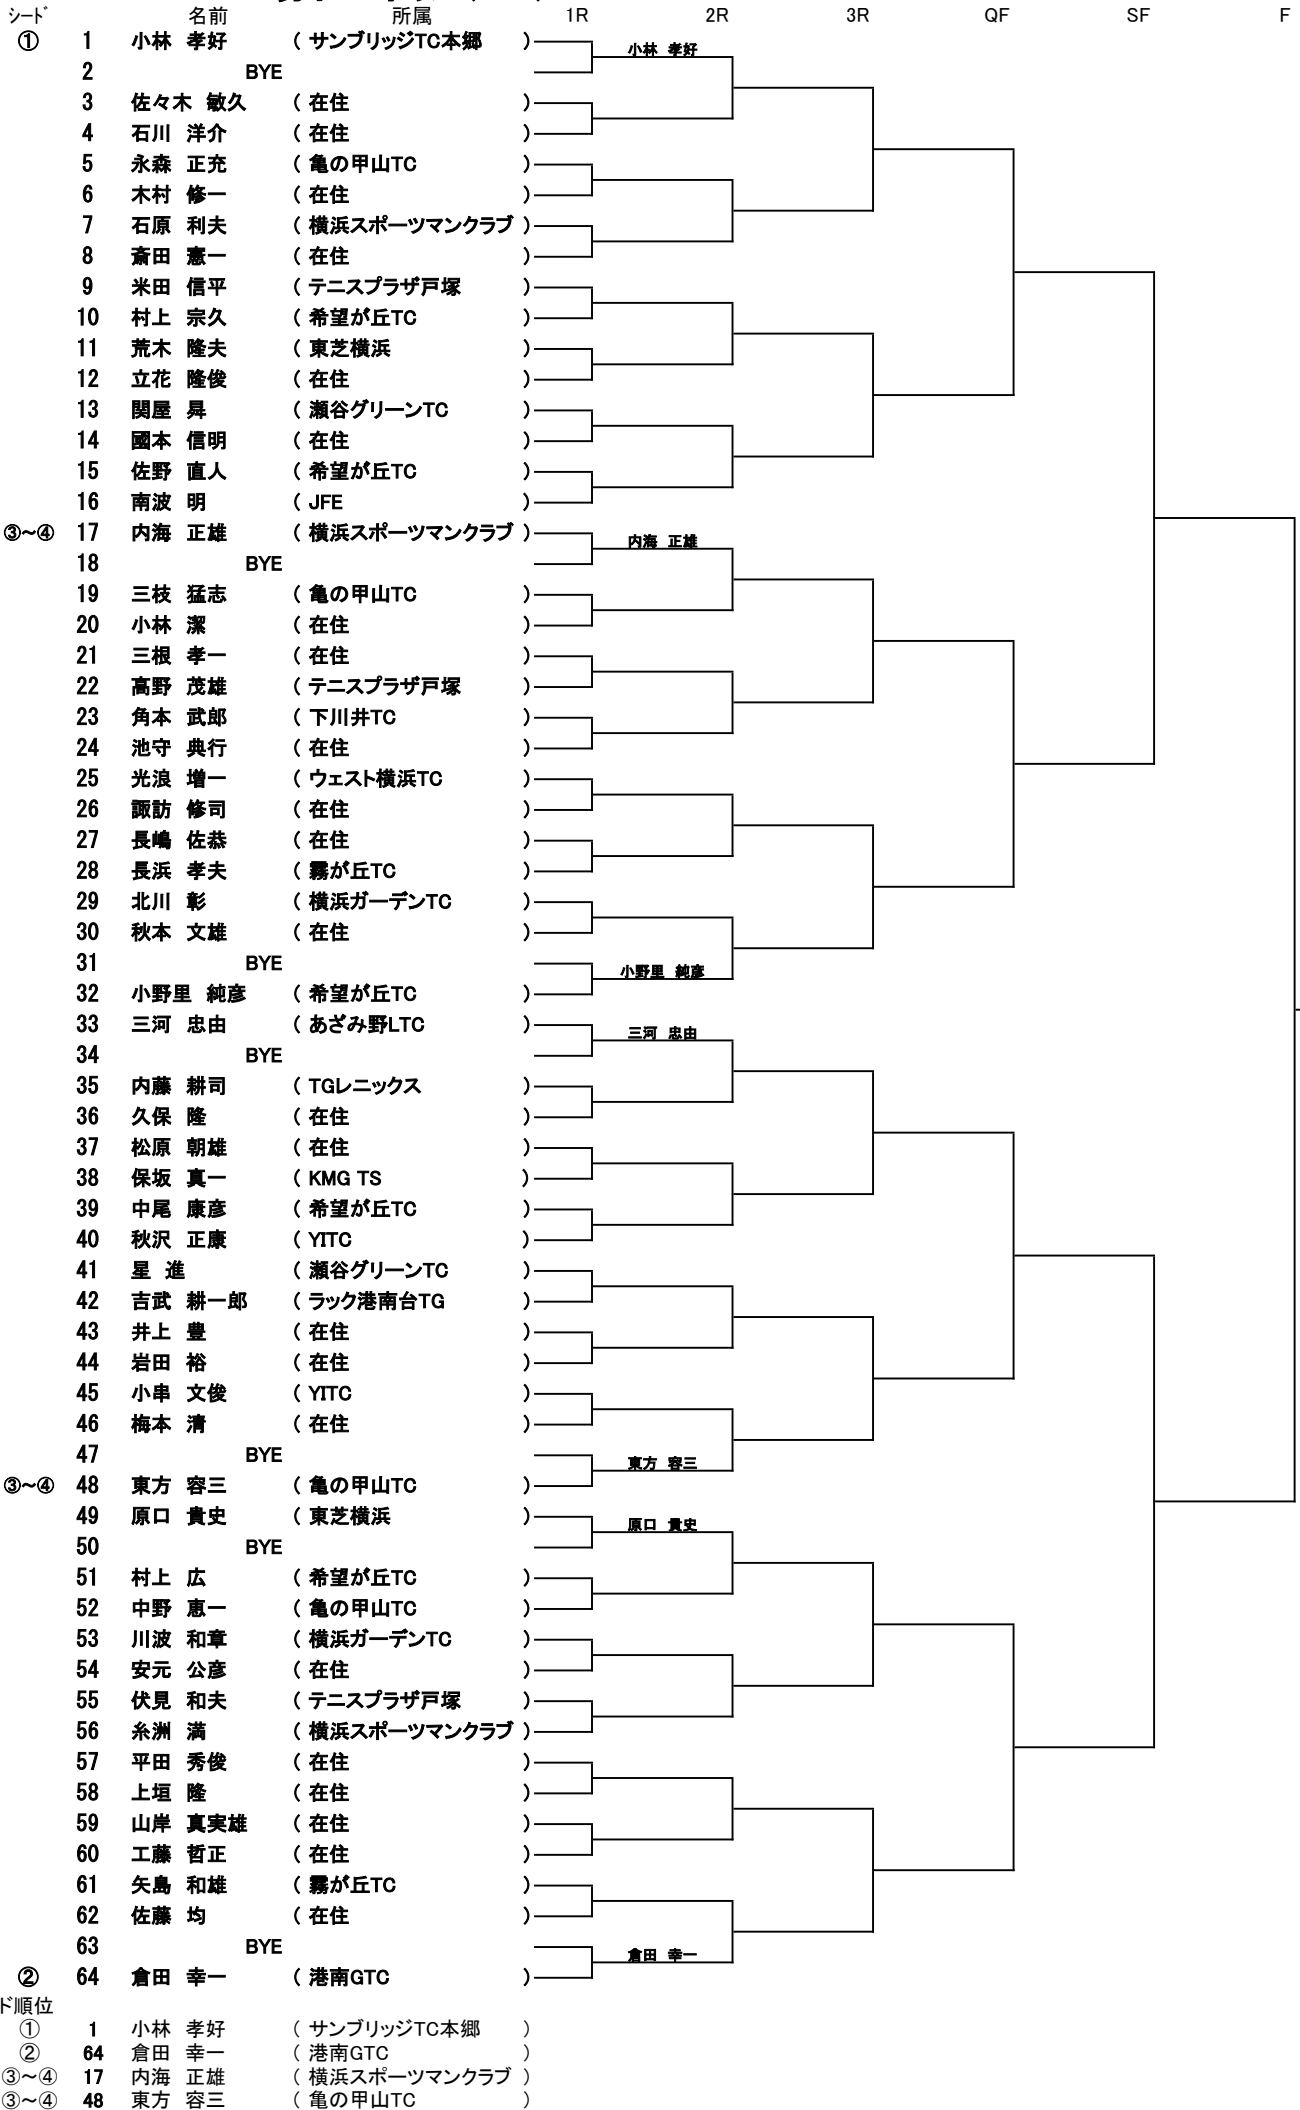 シード 名前 所属 1R 2R 3R QF SF F
① 1 小林 孝好 ( サンブリッジTC本郷 )
小林 孝好
2 BYE
3 佐々木 敏久 ( 在住 )
4 石川 洋介 ( 在住 )
5 永森 正充 ( 亀の甲山TC )
6 木村 修一 ( 在住 )
7 石原 利夫 ( 横浜スポーツマンクラブ )
8 斎田 憲一 ( 在住 )
9 米田 信平 ( テニスプラザ戸塚 )
10 村上 宗久 ( 希望が丘TC )
11 荒木 隆夫 ( 東芝横浜 )
12 立花 隆俊 ( 在住 )
13 関屋 昇 ( 瀬谷グリーンTC )
14 國本 信明 ( 在住 )
15 佐野 直人 ( 希望が丘TC )
16 南波 明 ( JFE )
③～④ 17 内海 正雄 ( 横浜スポーツマンクラブ )
内海 正雄
18 BYE
19 三枝 猛志 ( 亀の甲山TC )
20 小林 潔 ( 在住 )
21 三根 孝一 ( 在住 )
22 高野 茂雄 ( テニスプラザ戸塚 )
23 角本 武郎 ( 下川井TC )
24 池守 典行 ( 在住 )
25 光浪 増一 ( ウェスト横浜TC )
26 諏訪 修司 ( 在住 )
27 長嶋 佐恭 ( 在住 )
28 長浜 孝夫 ( 霧が丘TC )
29 北川 彰 ( 横浜ガーデンTC )
30 秋本 文雄 ( 在住 )
31 BYE
小野里 純彦
32 小野里 純彦 ( 希望が丘TC )
33 三河 忠由 ( あざみ野LTC )
三河 忠由
34 BYE
35 内藤 耕司 ( TGレニックス )
36 久保 隆 ( 在住 )
37 松原 朝雄 ( 在住 )
38 保坂 真一 ( KMG TS )
39 中尾 康彦 ( 希望が丘TC )
40 秋沢 正康 ( YITC )
41 星 進 ( 瀬谷グリーンTC )
42 吉武 耕一郎 ( ラック港南台TG )
43 井上 豊 ( 在住 )
44 岩田 裕 ( 在住 )
45 小串 文俊 ( YITC )
46 梅本 清 ( 在住 )
47 BYE
東方 容三
③～④ 48 東方 容三 ( 亀の甲山TC )
49 原口 貴史 ( 東芝横浜 )
原口 貴史
50 BYE
51 村上 広 ( 希望が丘TC )
52 中野 恵一 ( 亀の甲山TC )
53 川波 和章 ( 横浜ガーデンTC )
54 安元 公彦 ( 在住 )
55 伏見 和夫 ( テニスプラザ戸塚 )
56 糸洲 満 ( 横浜スポーツマンクラブ )
57 平田 秀俊 ( 在住 )
58 上垣 隆 ( 在住 )
59 山岸 真実雄 ( 在住 )
60 工藤 哲正 ( 在住 )
61 矢島 和雄 ( 霧が丘TC )
62 佐藤 均 ( 在住 )
63 BYE
倉田 幸一
② 64 倉田 幸一 ( 港南GTC )
ド順位
① 1 小林 孝好 ( サンブリッジTC本郷 )
② 64 倉田 幸一 ( 港南GTC )
③～④ 17 内海 正雄 ( 横浜スポーツマンクラブ )
③～④ 48 東方 容三 ( 亀の甲山TC )